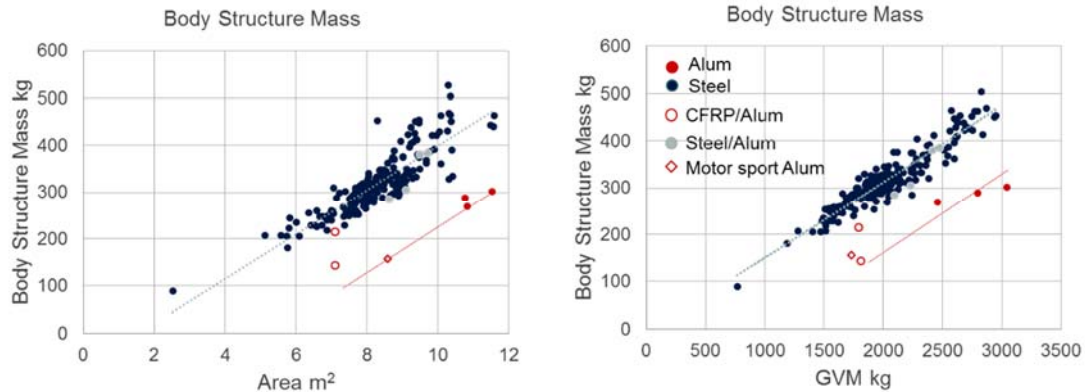 Body Structure Mass
Body Structure Mass kg
600
500
400
300
200
100
0
0 2 4 6 8 10 12
Area m²
Body Structure Mass
Body Structure Mass kg
600
500
400
300
200
100
0
Alum
Steel
CFRP/Alum
Steel/Alum
Motor sport Alum
0 500 1000 1500 2000 2500 3000 3500
GVM kg